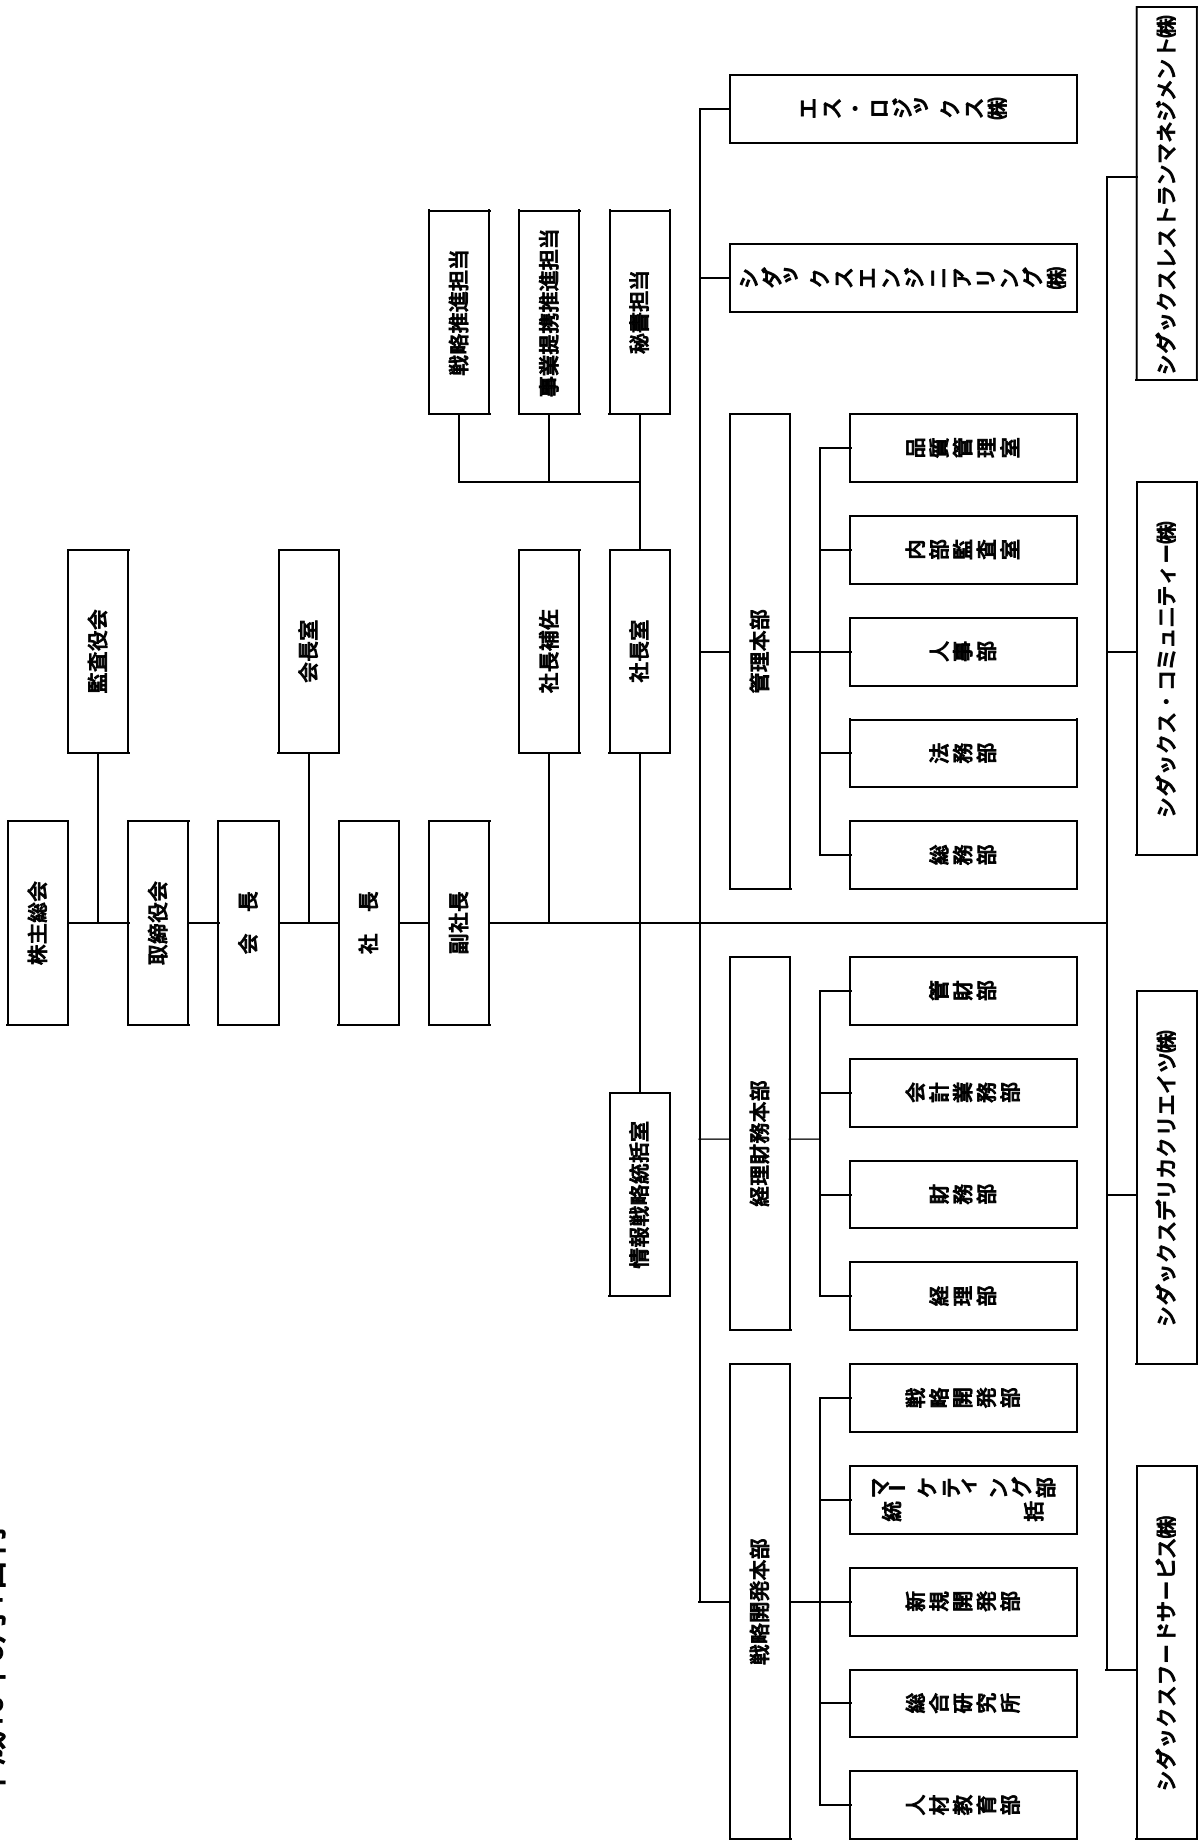 株主総会
監査役会
取締役会
会　長
会長室
社　長
副社長
社長補佐
社長室
戦略推進担当
事業提携推進担当
秘書担当
情報戦略統括室
戦略開発本部
経理財務本部
管理本部
シダックスエンジニアリング㈱
エス・ロジックス㈱
人材教育部
総合研究所
新規開発部
マーケティング部
統括
戦略開発部
経理部
財務部
会計業務部
管財部
総務部
法務部
人事部
内部監査室
品質管理室
シダックスフードサービス㈱
シダックスデリカクリエイツ㈱
シダックス・コミュニティー㈱
シダックスレストランマネジメント㈱